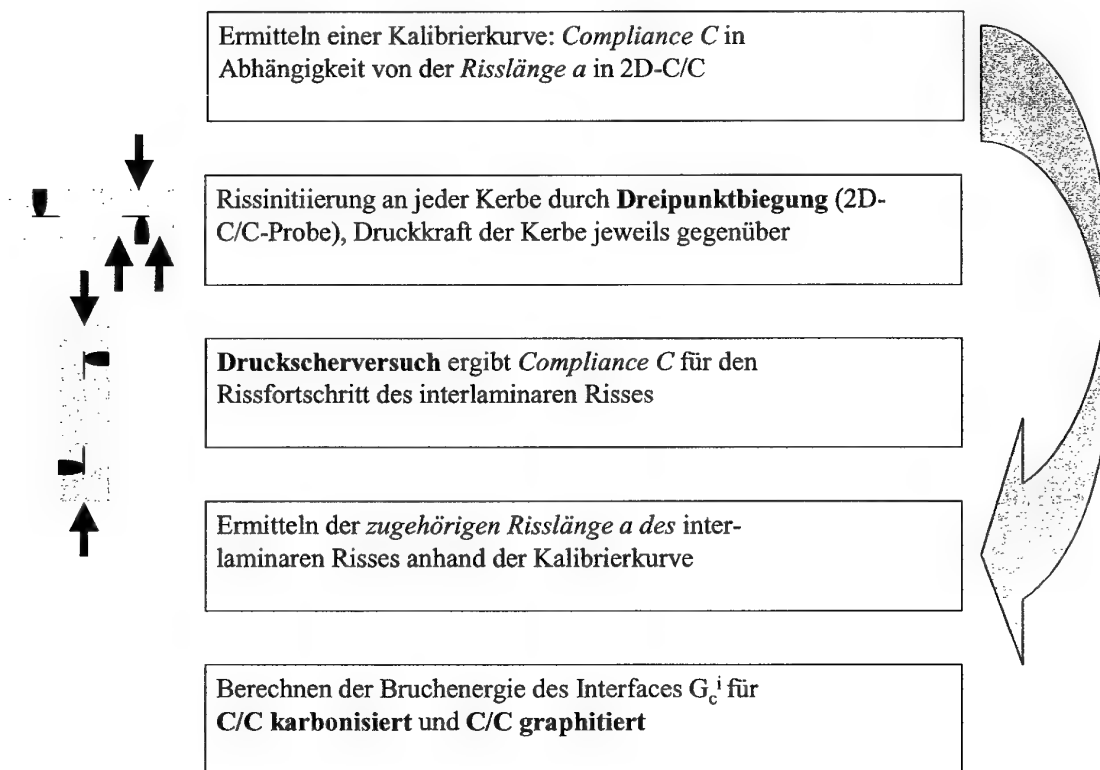 Ermitteln einer Kalibrierkurve: Compliance C in
Abhängigkeit von der Risslänge a in 2D-C/C
Rissinitiierung an jeder Kerbe durch Dreipunktbiegung (2D-
C/C-Probe), Druckkraft der Kerbe jeweils gegenüber
Druckscherversuch ergibt Compliance C für den
Rissfortschritt des interlaminaren Risses
Ermitteln der zugehörigen Risslänge a des inter-
laminaren Risses anhand der Kalibrierkurve
Berechnen der Bruchenergie des Interfaces G_c^i für
C/C karbonisiert und C/C graphitiert